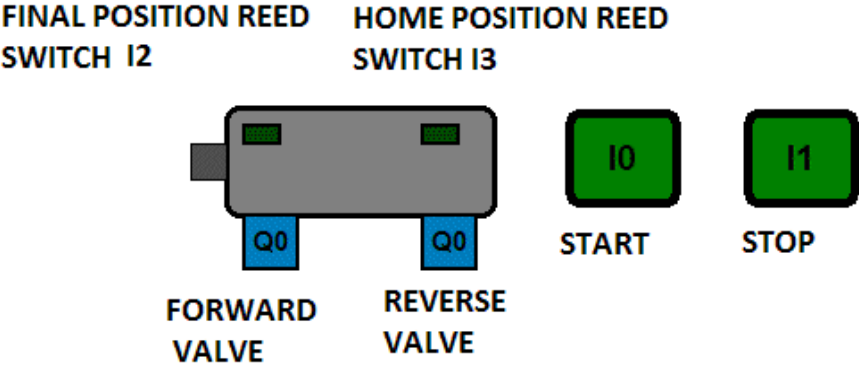 FINAL POSITION REED
SWITCH I2
HOME POSITION REED
SWITCH I3
I0
I1
Q0
Q0
START
STOP
FORWARD
VALVE
REVERSE
VALVE